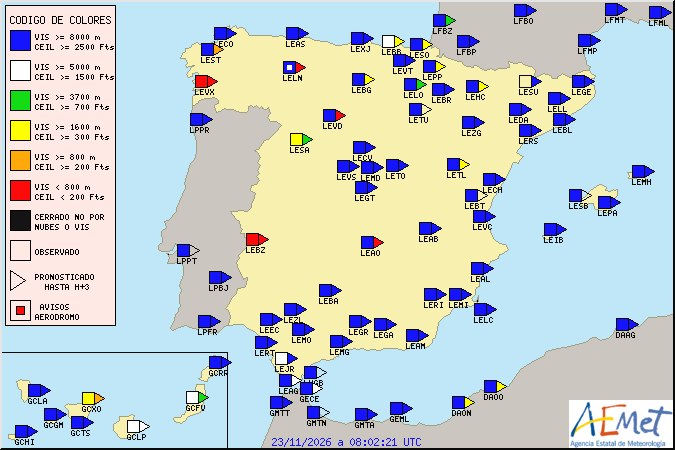 CODIGO DE COLORES
VIS >= 8000 m
CEIL >= 2500 Fts
VIS >= 5000 m
CEIL >= 1500 Fts
VIS >= 3700 m
CEIL >= 700 Fts
VIS >= 1600 m
CEIL >= 300 Fts
VIS >= 800 m
CEIL >= 200 Fts
VIS < 800 m
CEIL < 200 Fts
CERRADO NO POR
NUBES O VIS
OBSERVADO
PRONOSTICADO
HASTA H+3
AVISOS
AERODROMO
LFBO
LFMT
LFML
LFBZ
LECO
LEAS
LEXJ
LEBB
LESO
LFBP
LFMP
LEST
LEVT
LEPP
LELN
LEVX
LEBG
LELO
LEBR
LEHC
LESU
LEGE
LELL
LETU
LEDA
LPPR
LEVD
LEZG
LEBL
LERS
LESA
LECV
LEVS
LEMD
LETO
LETL
LEMH
LEGT
LECH
LEBT
LESB
LEPA
LEVC
LEAB
LEIB
LEBZ
LEAO
LPPT
LEAL
LPBJ
LEBA
LERI
LEMI
LEZL
LELC
LPFR
LEEC
LEMO
LEGR
LEGA
LEAM
DAAG
LERT
LEMG
LEJR
GCRR
LEAG
GECE
GCLA
GCXO
GCFV
GMTT
GCGM
GCTS
GCHI
GCLP
GMTN
GMTA
GEML
DAON
DAOO
23/11/2026 a 08:02:21 UTC
AEMet
Agencia Estatal de Meteorología